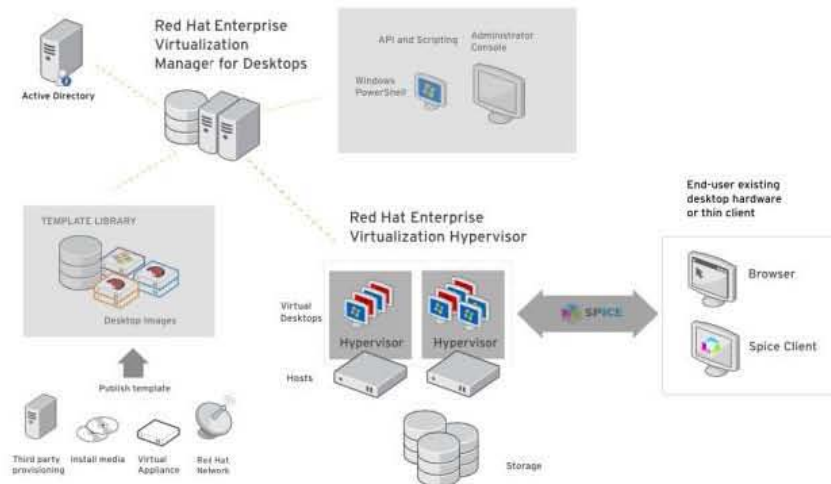 Red Hat Enterprise
Virtualization
Manager for Desktops
Active Directory
API and Scripting
Administrator
Console
Windows
PowerShell
TEMPLATE LIBRARY
Desktop Images
Publish template
Third party
provisioning
Install media
Virtual
Appliance
Red Hat
Network
Red Hat Enterprise
Virtualization Hypervisor
Virtual
Desktops
Hypervisor
Hypervisor
Hosts
Storage
SPICE
End-user existing
desktop hardware
or thin client
Browser
Spice Client